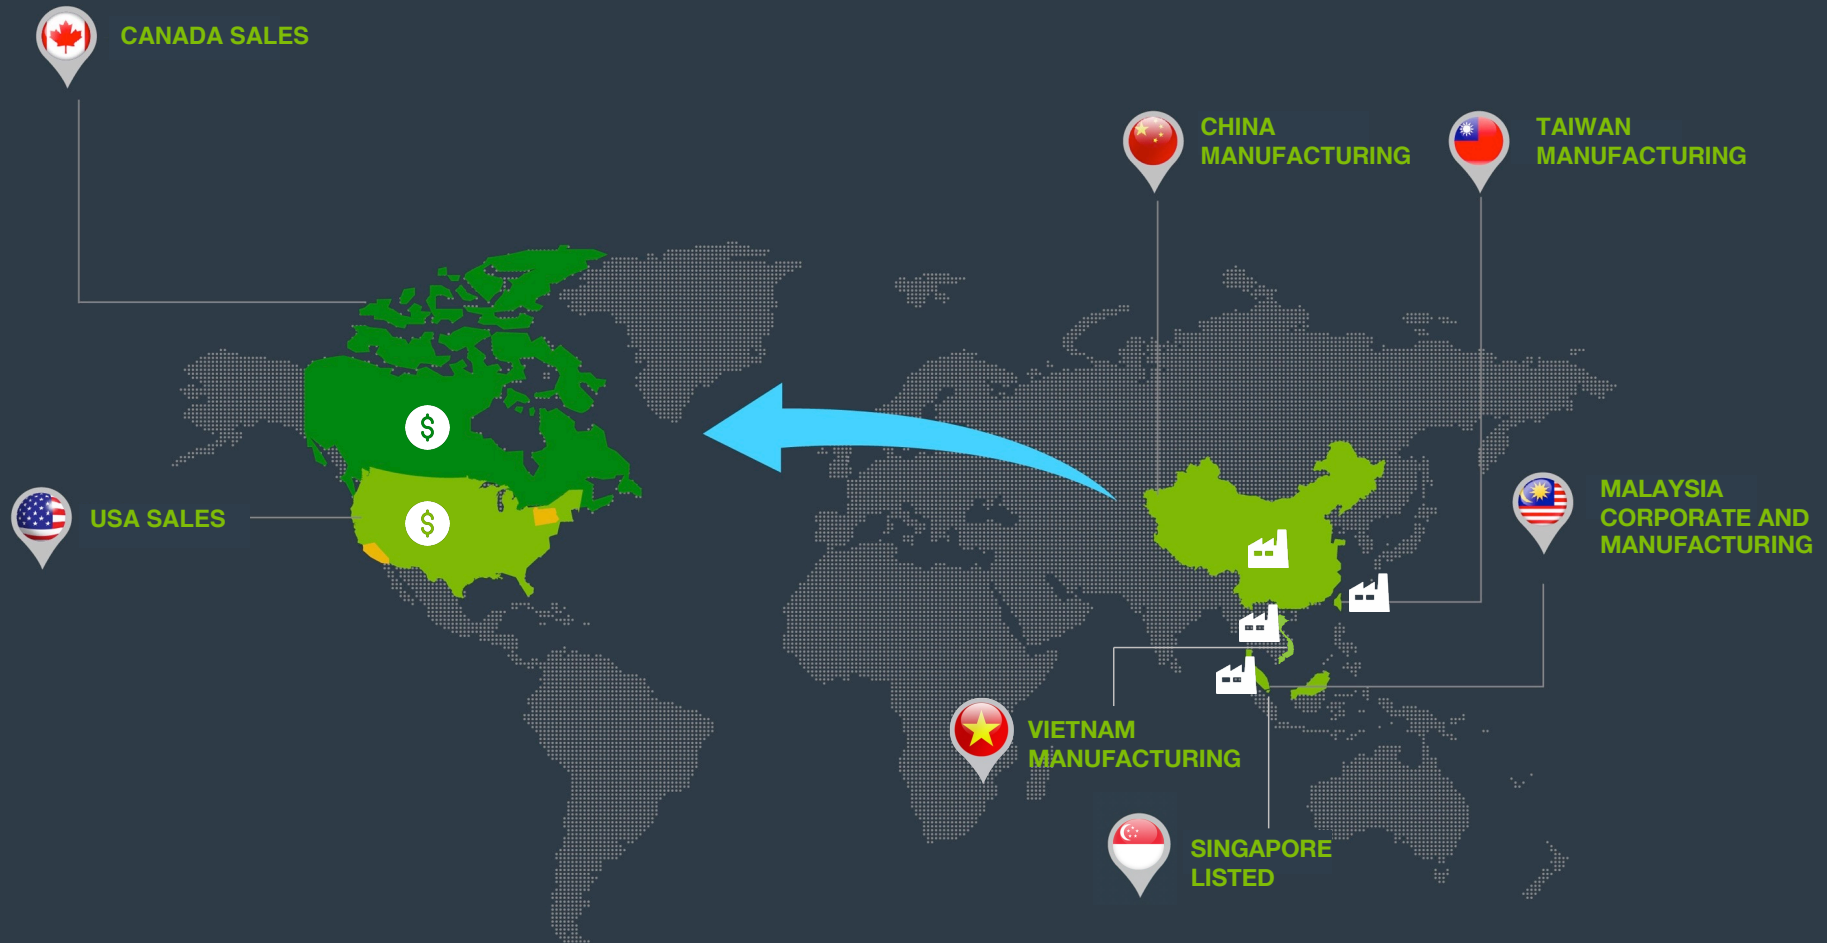 CANADA SALES
CHINA
MANUFACTURING
TAIWAN
MANUFACTURING
$
USA SALES
$
MALAYSIA
CORPORATE AND
MANUFACTURING
VIETNAM
MANUFACTURING
SINGAPORE
LISTED